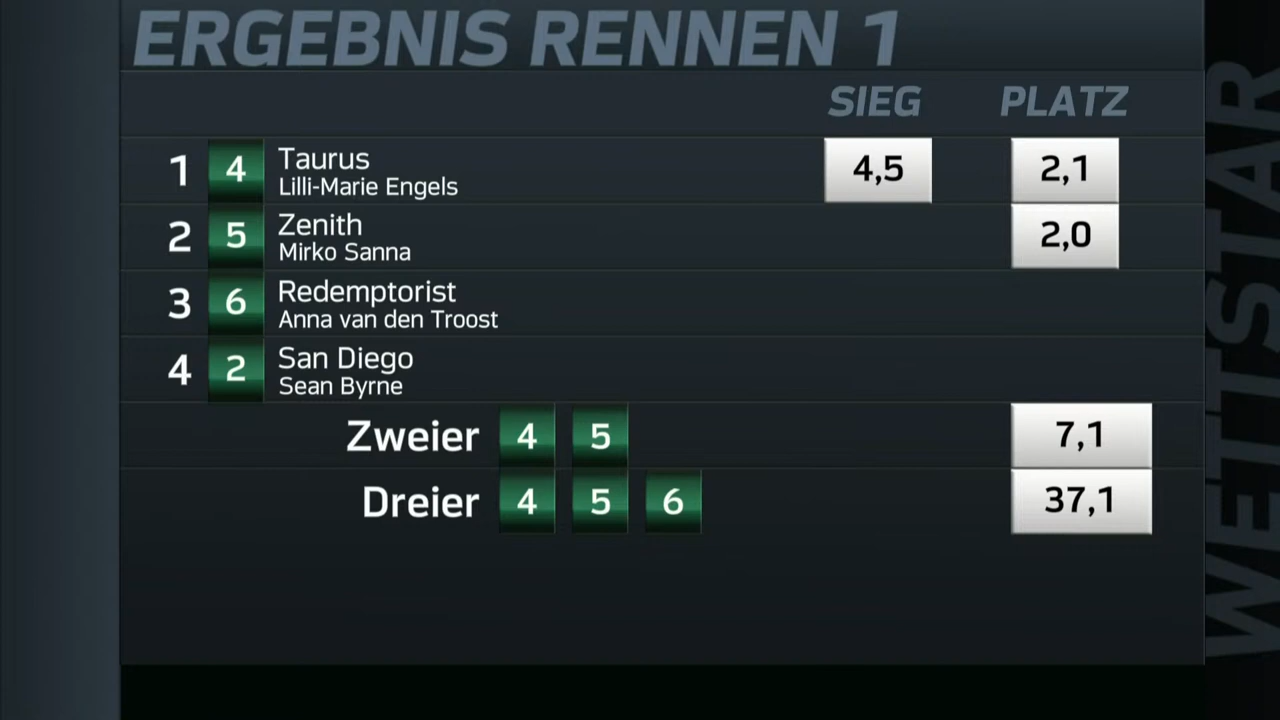 ERGEBNIS RENNEN 1
SIEG PLATZ
1 4 Taurus 4,5 2,1
Lilli-Marie Engels
2 5 Zenith 2,0
Mirko Sanna
3 6 Redemptorist
Anna van den Troost
4 2 San Diego
Sean Byrne
Zweier 4 5 7,1
Dreier 4 5 6 37,1
WETTSTAR